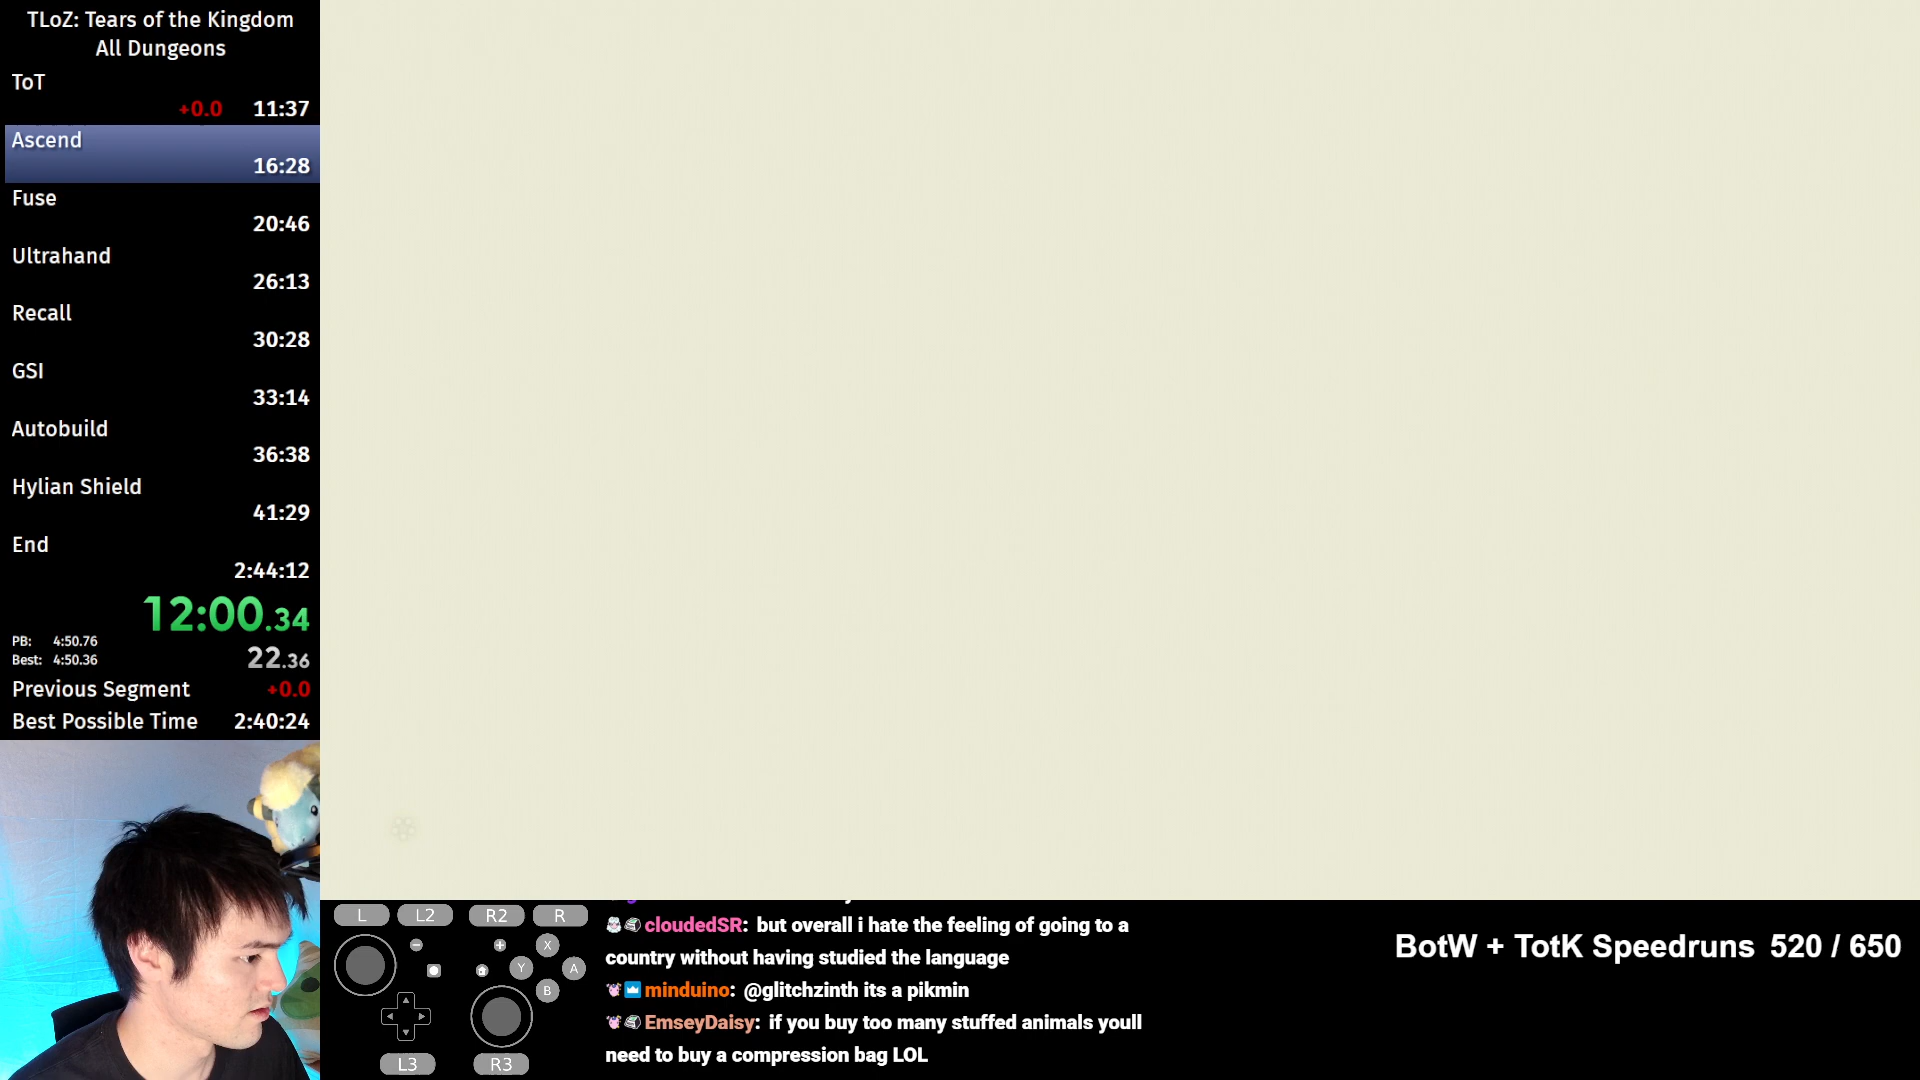 TLoZ: Tears of the Kingdom
All Dungeons
ToT
+0.0 11:37
Ascend
16:28
Fuse
20:46
Ultrahand
26:13
Recall
30:28
GSI
33:14
Autobuild
36:38
Hylian Shield
41:29
End
2:44:12
12:00.34
PB: 4:50.76
Best: 4:50.36
22.36
Previous Segment +0.0
Best Possible Time 2:40:24
L L2 R2 R
X
Y A
B
L3 R3
cloudedSR: but overall i hate the feeling of going to a
country without having studied the language
minduino: @glitchzinth its a pikmin
EmseyDaisy: if you buy too many stuffed animals youll
need to buy a compression bag LOL
BotW + TotK Speedruns 520 / 650